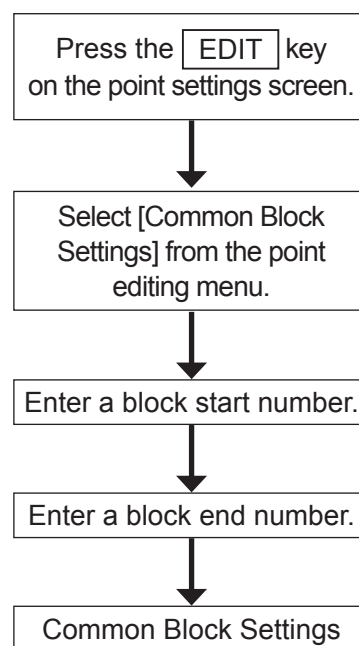 Press the EDIT key
on the point settings screen.
Select [Common Block
Settings] from the point
editing menu.
Enter a block start number.
Enter a block end number.
Common Block Settings